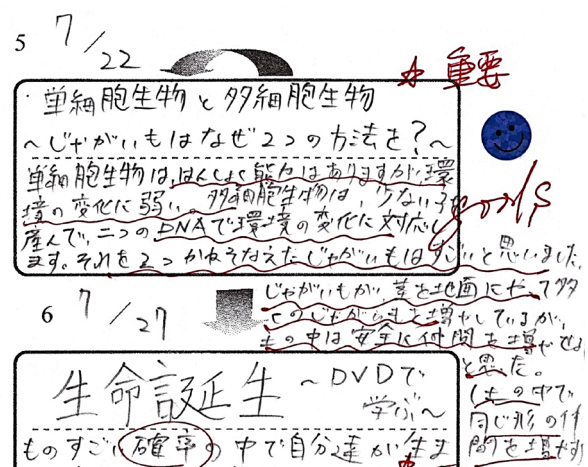 5 7/22
☆重要
単細胞生物と多細胞生物
～じゃがいもはなぜ2つの方法を?～
単細胞生物は,はんしょく能力はありますが,環
境の変化に弱い。多細胞生物は,少ない子を
産んで,二つのDNAで環境の変化に対応し
ます。それを2つかねそなえたじゃがいもはすごいと思いました。
6 7/27
じゃがいもが,芽を地面にやって多
くのじゃがいもを増やしているが,
もの中は安全に仲間を増やせる
と思った。
生命誕生 ～DVDで
学ぶ～
(もの中で
同じ形の仲
間を増やす)
ものすごい確率の中で自分達が生ま